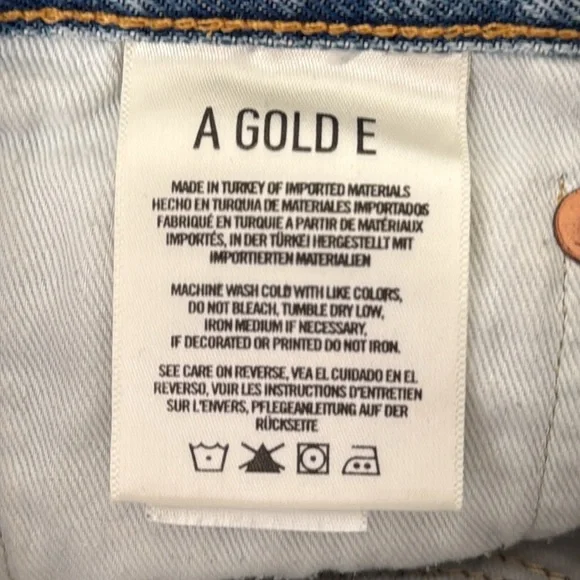 A GOLD E
MADE IN TURKEY OF IMPORTED MATERIALS
HECHO EN TURQUIA DE MATERIALES IMPORTADOS
FABRIQUÉ EN TURQUIE A PARTIR DE MATÉRIAUX
IMPORTÉS, IN DER TÜRKEI HERGESTELLT MIT
IMPORTIERTEN MATERIALIEN
MACHINE WASH COLD WITH LIKE COLORS,
DO NOT BLEACH, TUMBLE DRY LOW,
IRON MEDIUM IF NECESSARY,
IF DECORATED OR PRINTED DO NOT IRON.
SEE CARE ON REVERSE, VEA EL CUIDADO EN EL
REVERSO, VOIR LES INSTRUCTIONS D'ENTRETIEN
SUR L'ENVERS, PFLEGEANLEITUNG AUF DER
RÜCKSEITE